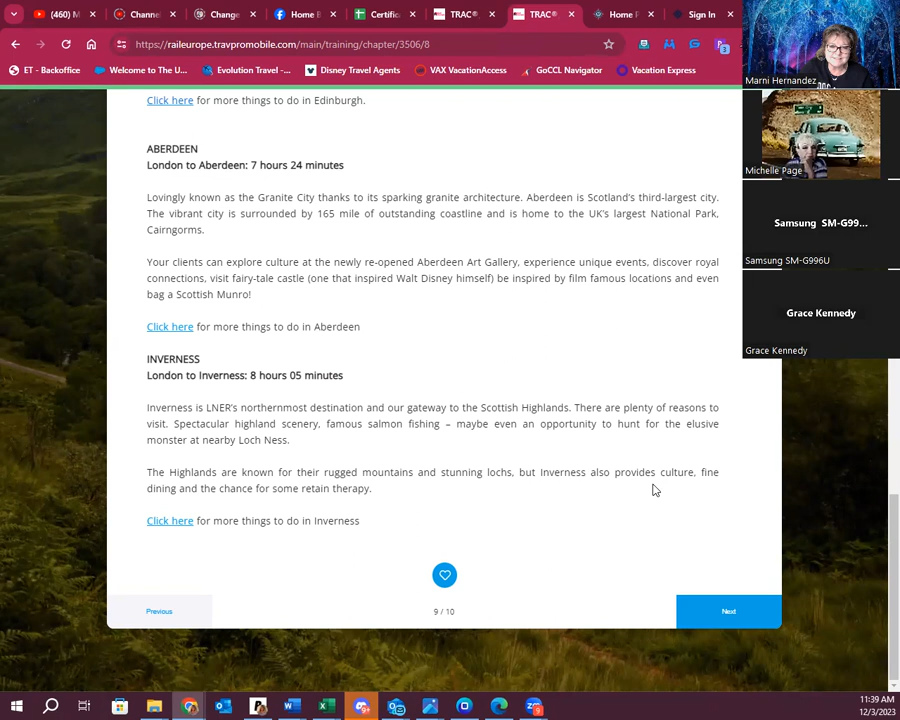 (460) M
Channel
Change
Home B
Certific
TRAC®
TRAC®
Home P
Sign In
https://raileurope.travpromobile.com/main/training/chapter/3506/8
3
ET - Backoffice
Welcome to The U...
Evolution Travel -...
Disney Travel Agents
VAX VacationAccess
GoCCL Navigator
Vacation Express
Marni Hernandez
Michelle Page
Samsung SM-G99...
Samsung SM-G996U
Grace Kennedy
Grace Kennedy
Click here for more things to do in Edinburgh.
ABERDEEN
London to Aberdeen: 7 hours 24 minutes
Lovingly known as the Granite City thanks to its sparking granite architecture. Aberdeen is Scotland's third-largest city.
The vibrant city is surrounded by 165 mile of outstanding coastline and is home to the UK's largest National Park,
Cairngorms.
Your clients can explore culture at the newly re-opened Aberdeen Art Gallery, experience unique events, discover royal
connections, visit fairy-tale castle (one that inspired Walt Disney himself) be inspired by film famous locations and even
bag a Scottish Munro!
Click here for more things to do in Aberdeen
INVERNESS
London to Inverness: 8 hours 05 minutes
Inverness is LNER's northernmost destination and our gateway to the Scottish Highlands. There are plenty of reasons to
visit. Spectacular highland scenery, famous salmon fishing – maybe even an opportunity to hunt for the elusive
monster at nearby Loch Ness.
The Highlands are known for their rugged mountains and stunning lochs, but Inverness also provides culture, fine
dining and the chance for some retain therapy.
Click here for more things to do in Inverness
Previous
9 / 10
Next
11:39 AM
12/3/2023